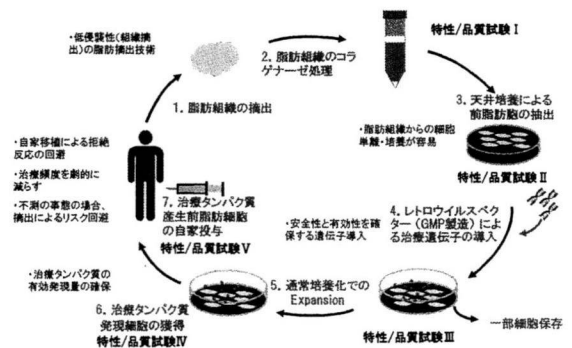 ・低侵襲性(組織摘
出)の脂肪摘出技術
2. 脂肪組織のコラ
ゲナーゼ処理
特性/品質試験Ⅰ
1. 脂肪組織の摘出
3. 天井培養による
前脂肪胞の抽出
・脂肪組織からの細胞
単離・培養が容易
特性/品質試験Ⅱ
・自家移植による拒絶
反応の回避
・治療頻度を劇的に
減らす
・不測の事態の場合、
摘出によるリスク回避
7. 治療タンパク質
産生前脂肪細胞の
自家投与
特性/品質試験Ⅴ
・安全性と有効性を確
保する遺伝子導入
4. レトロウイルスベク
ター (GMP製造) によ
る治療遺伝子の導入
・治療タンパク質の
有効発現量の確保
5. 通常培養化での
Expansion
6. 治療タンパク質
発現細胞の獲得
特性/品質試験Ⅳ
特性/品質試験Ⅲ
一部細胞保存